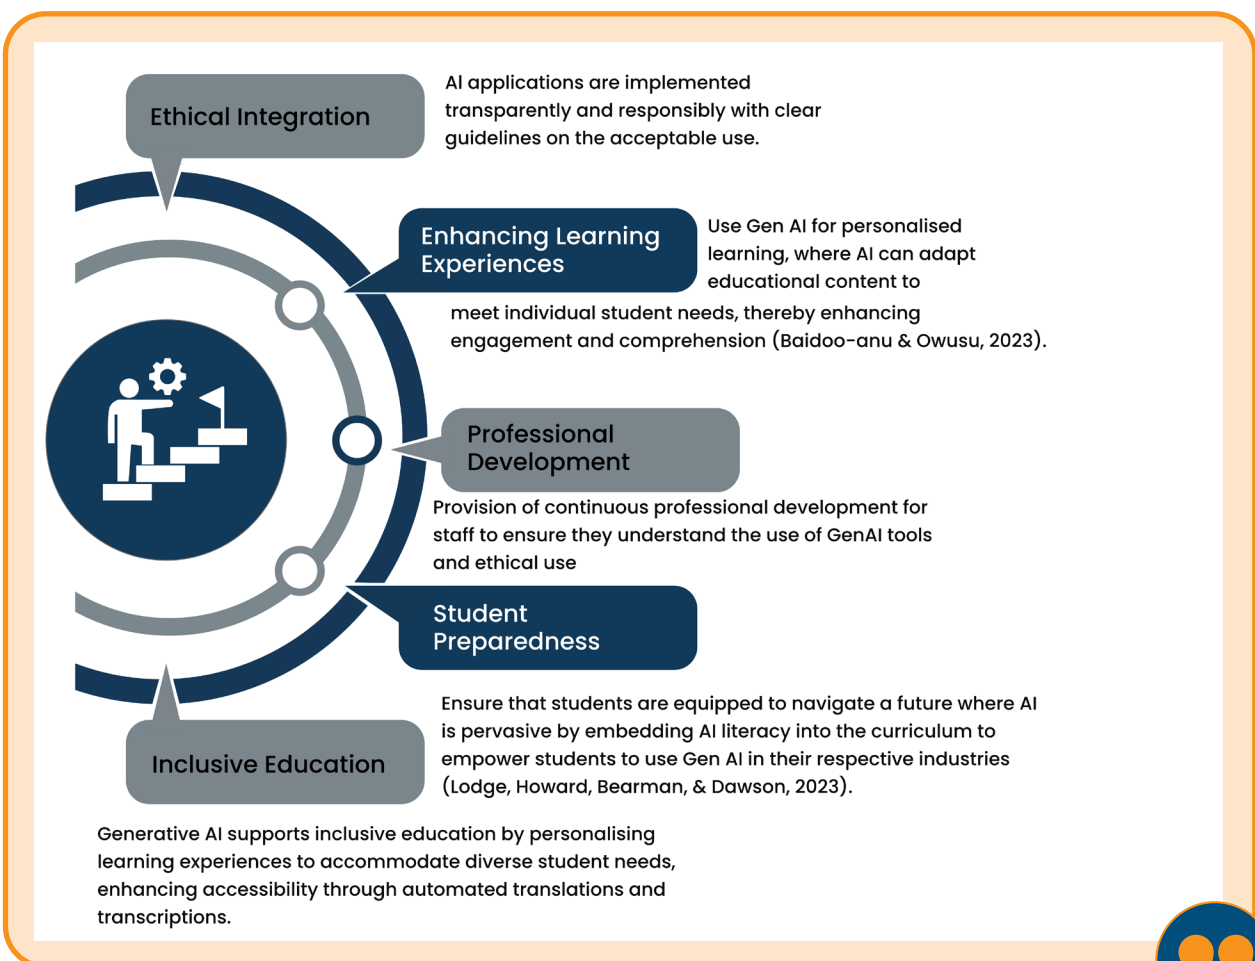 Ethical Integration
AI applications are implemented
transparently and responsibly with clear
guidelines on the acceptable use.
Enhancing Learning
Experiences
Use Gen AI for personalised
learning, where AI can adapt
educational content to
meet individual student needs, thereby enhancing
engagement and comprehension (Baidoo-anu & Owusu, 2023).
Professional
Development
Provision of continuous professional development for
staff to ensure they understand the use of GenAI tools
and ethical use
Student
Preparedness
Ensure that students are equipped to navigate a future where AI
is pervasive by embedding AI literacy into the curriculum to
empower students to use Gen AI in their respective industries
(Lodge, Howard, Bearman, & Dawson, 2023).
Inclusive Education
Generative AI supports inclusive education by personalising
learning experiences to accommodate diverse student needs,
enhancing accessibility through automated translations and
transcriptions.